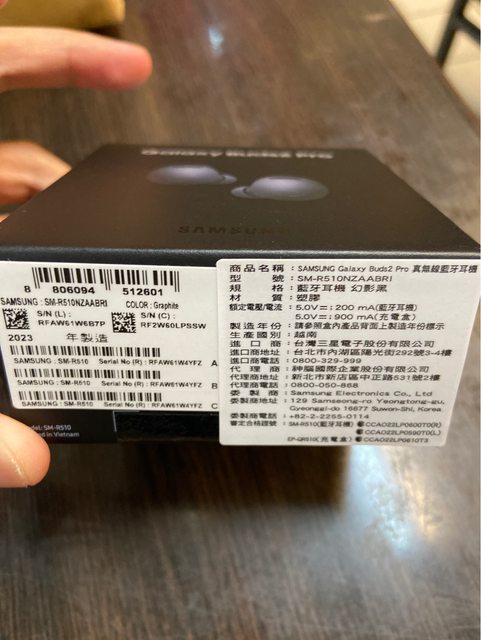 Galaxy Buds2 Pro
SAMSUNG
8 806094 512601
SAMSUNG : SM-R510NZAABRI COLOR : Graphite
S/N (L) :
RFAW61W6B7P
S/N (C) :
RF2W60LPSSW
2023 年製造
SAMSUNG : SM-R510 Serial No (R) : RFAW61W4YFZ A
SAMSUNG : SM-R510 Serial No (R) : RFAW61W4YFZ B
SAMSUNG : SM-R510 Serial No (R) : RFAW61W4YFZ C
Model: SM-R510
Made in Vietnam
商品名稱 : SAMSUNG Galaxy Buds2 Pro 真無線藍牙耳機
型號 : SM-R510NZAABRI
規格 : 藍牙耳機 幻影黑
材質 : 塑膠
額定電壓/電流 : 5.0V⎓; 200 mA(藍牙耳機)
: 5.0V⎓; 900 mA(充電盒)
製造年份 : 請參照盒內產品背面上製造年份標示
生產國別 : 越南
進口商 : 台灣三星電子股份有限公司
進口商地址 : 台北市內湖區陽光街292號3-4樓
進口商電話 : 0800-329-999
代理商 : 神腦國際企業股份有限公司
代理商地址 : 新北市新店區中正路531號2樓
代理商電話 : 0800-050-858
委製商 : Samsung Electronics Co., Ltd
委製商地址 : 129 Samseong-ro Yeongtong-gu,
Gyeonggi-do 16677 Suwon-Shi, Korea
委製商電話 : +82-2-2255-0114
審定合格證號 : SM-R510(藍牙耳機) CCAO22LP0600T0(R)
CCAO22LP0590T0(L)
EP-QR510(充電盒) CCAO22LP0610T3